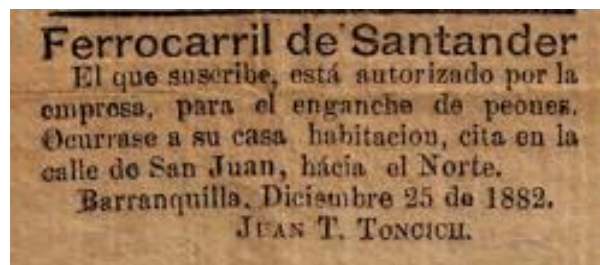 Ferrocarril de Santander
El que suscribe, está autorizado por la
empresa, para el enganche de peones.
Ocurrase a su casa habitacion, cita en la
calle de San Juan, hácia el Norte.
Barranquilla, Diciembre 25 de 1882.
JUAN T. TONCICH.